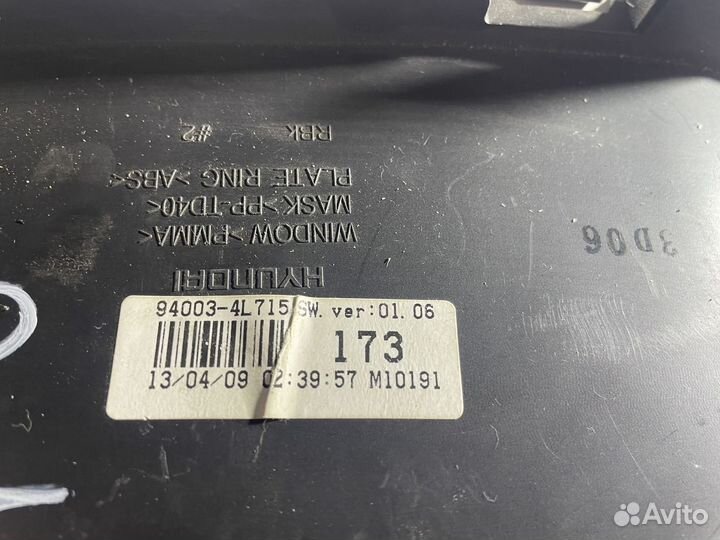 RBk #2
PLATE RING >ABS<
MASK >PP-TD40<
WINDOW >PMMA<
HYUNDAI
3D06
94003-4L715 SW. ver:01.06
173
13/04/09 02:39:57 M10191
Avito